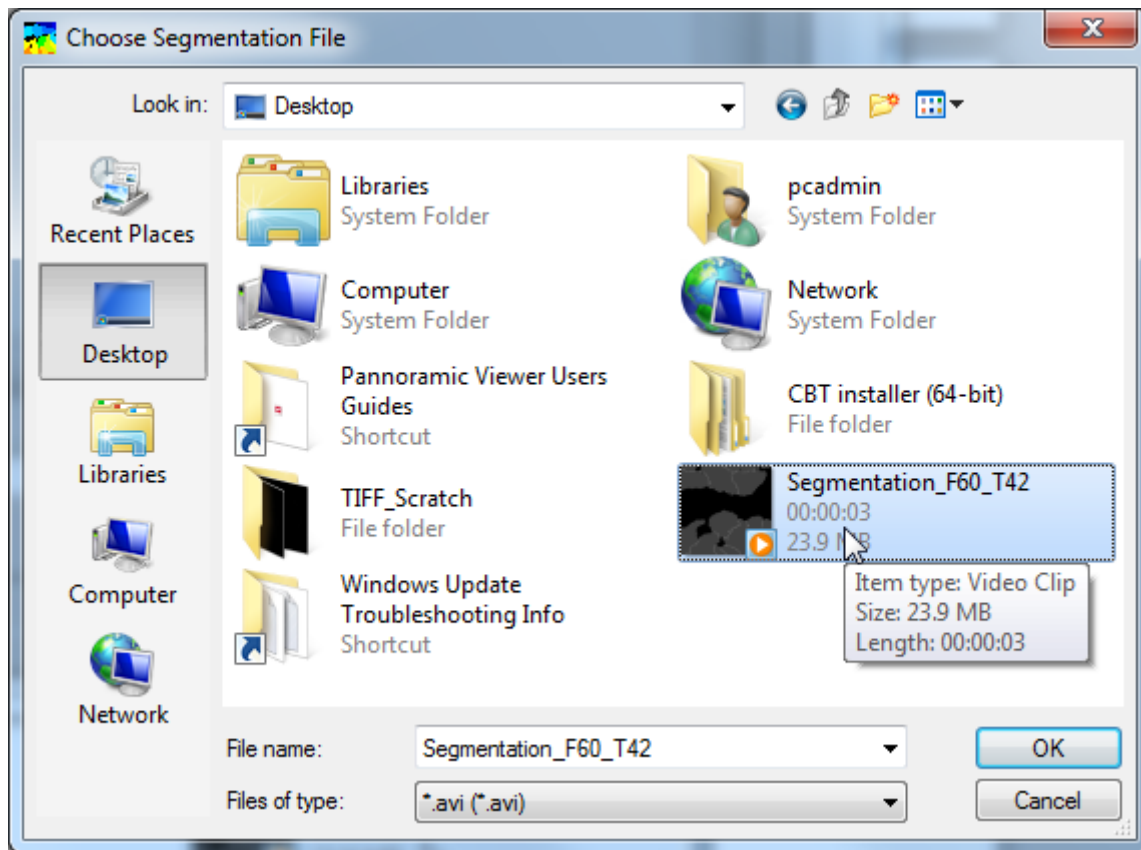 Choose Segmentation File
Look in:
Desktop
Recent Places
Desktop
Libraries
Computer
Network
Libraries
System Folder
pcadmin
System Folder
Computer
System Folder
Network
System Folder
Pannoramic Viewer Users
Guides
Shortcut
CBT installer (64-bit)
File folder
TIFF_Scratch
File folder
Segmentation_F60_T42
00:00:03
23.9 MB
Windows Update
Troubleshooting Info
Shortcut
Item type: Video Clip
Size: 23.9 MB
Length: 00:00:03
File name:
Segmentation_F60_T42
OK
Files of type:
*.avi (*.avi)
Cancel